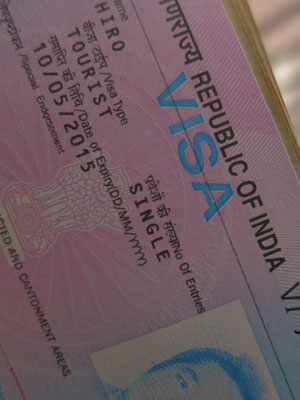 गणराज्य REPUBLIC OF INDIA
VISA
Name
HIRO
वीसा टाइप /Visa Type
TOURIST
समाप्ति की तिथि /Date of Expiry(DD/MM/YYYY)
10/05/2015
प्रवेशों की संख्या/No of Entries
SINGLE
/Special Endorsement
AND CANTONMENT AREAS